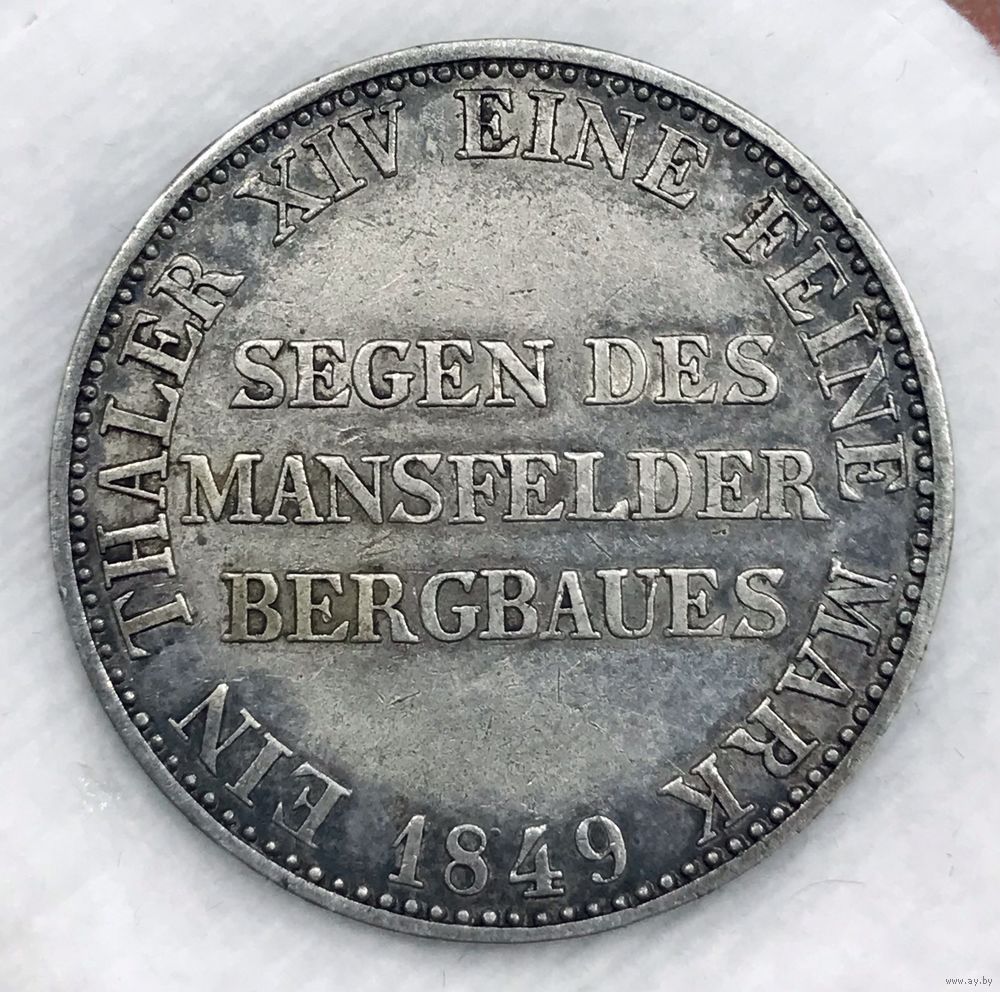 EIN THALER XIV EINE FEINE MARK
SEGEN DES
MANSFELDER
BERGBAUES
1849
www.ay.by